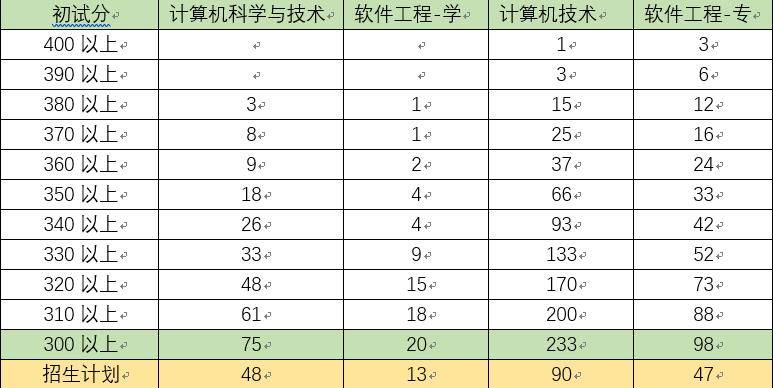 初试分 计算机科学与技术 软件工程-学 计算机技术 软件工程-专
400 以上 1 3
390 以上 3 6
380 以上 3 1 15 12
370 以上 8 1 25 16
360 以上 9 2 37 24
350 以上 18 4 66 33
340 以上 26 4 93 42
330 以上 33 9 133 52
320 以上 48 15 170 73
310 以上 61 18 200 88
300 以上 75 20 233 98
招生计划 48 13 90 47